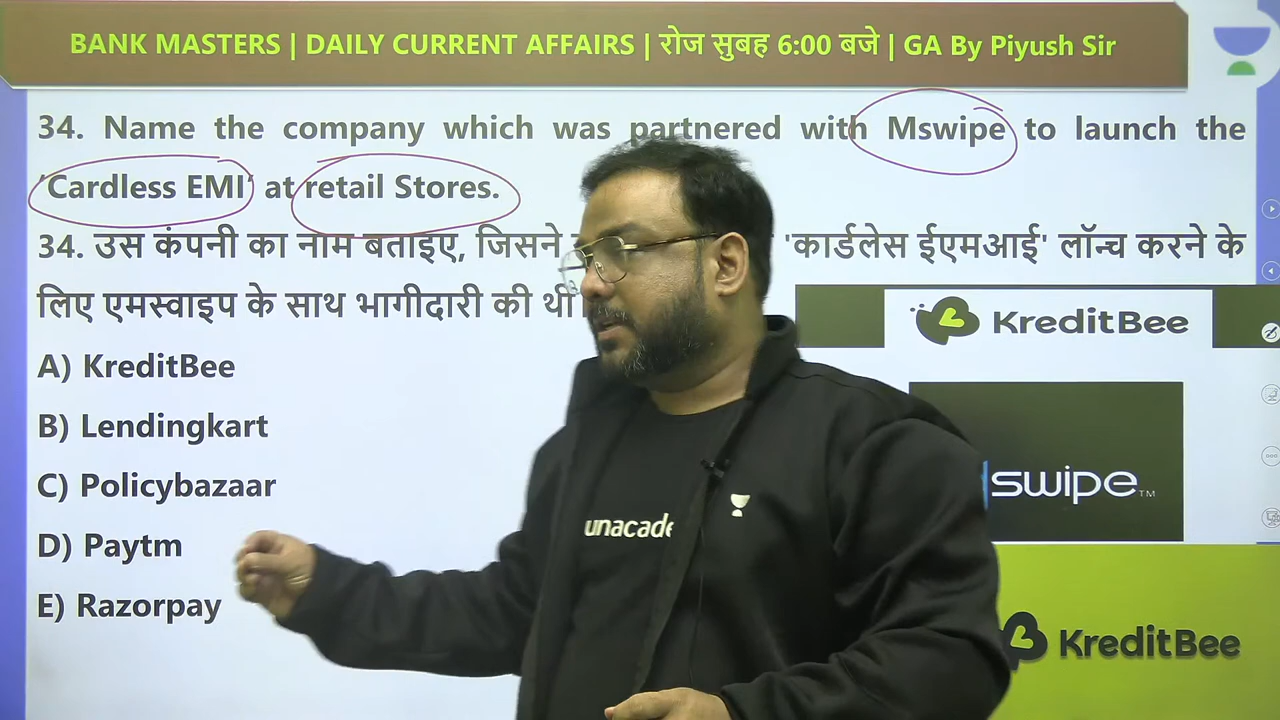 BANK MASTERS | DAILY CURRENT AFFAIRS | रोज सुबह 6:00 बजे | GA By Piyush Sir
34. Name the company which was partnered with Mswipe to launch the
'Cardless EMI' at retail Stores.
34. उस कंपनी का नाम बताइए, जिसने 'कार्डलेस ईएमआई' लॉन्च करने के
लिए एमस्वाइप के साथ भागीदारी की थी
KreditBee
A) KreditBee
B) Lendingkart
C) Policybazaar
swipe TM
unacade
D) Paytm
E) Razorpay
KreditBee